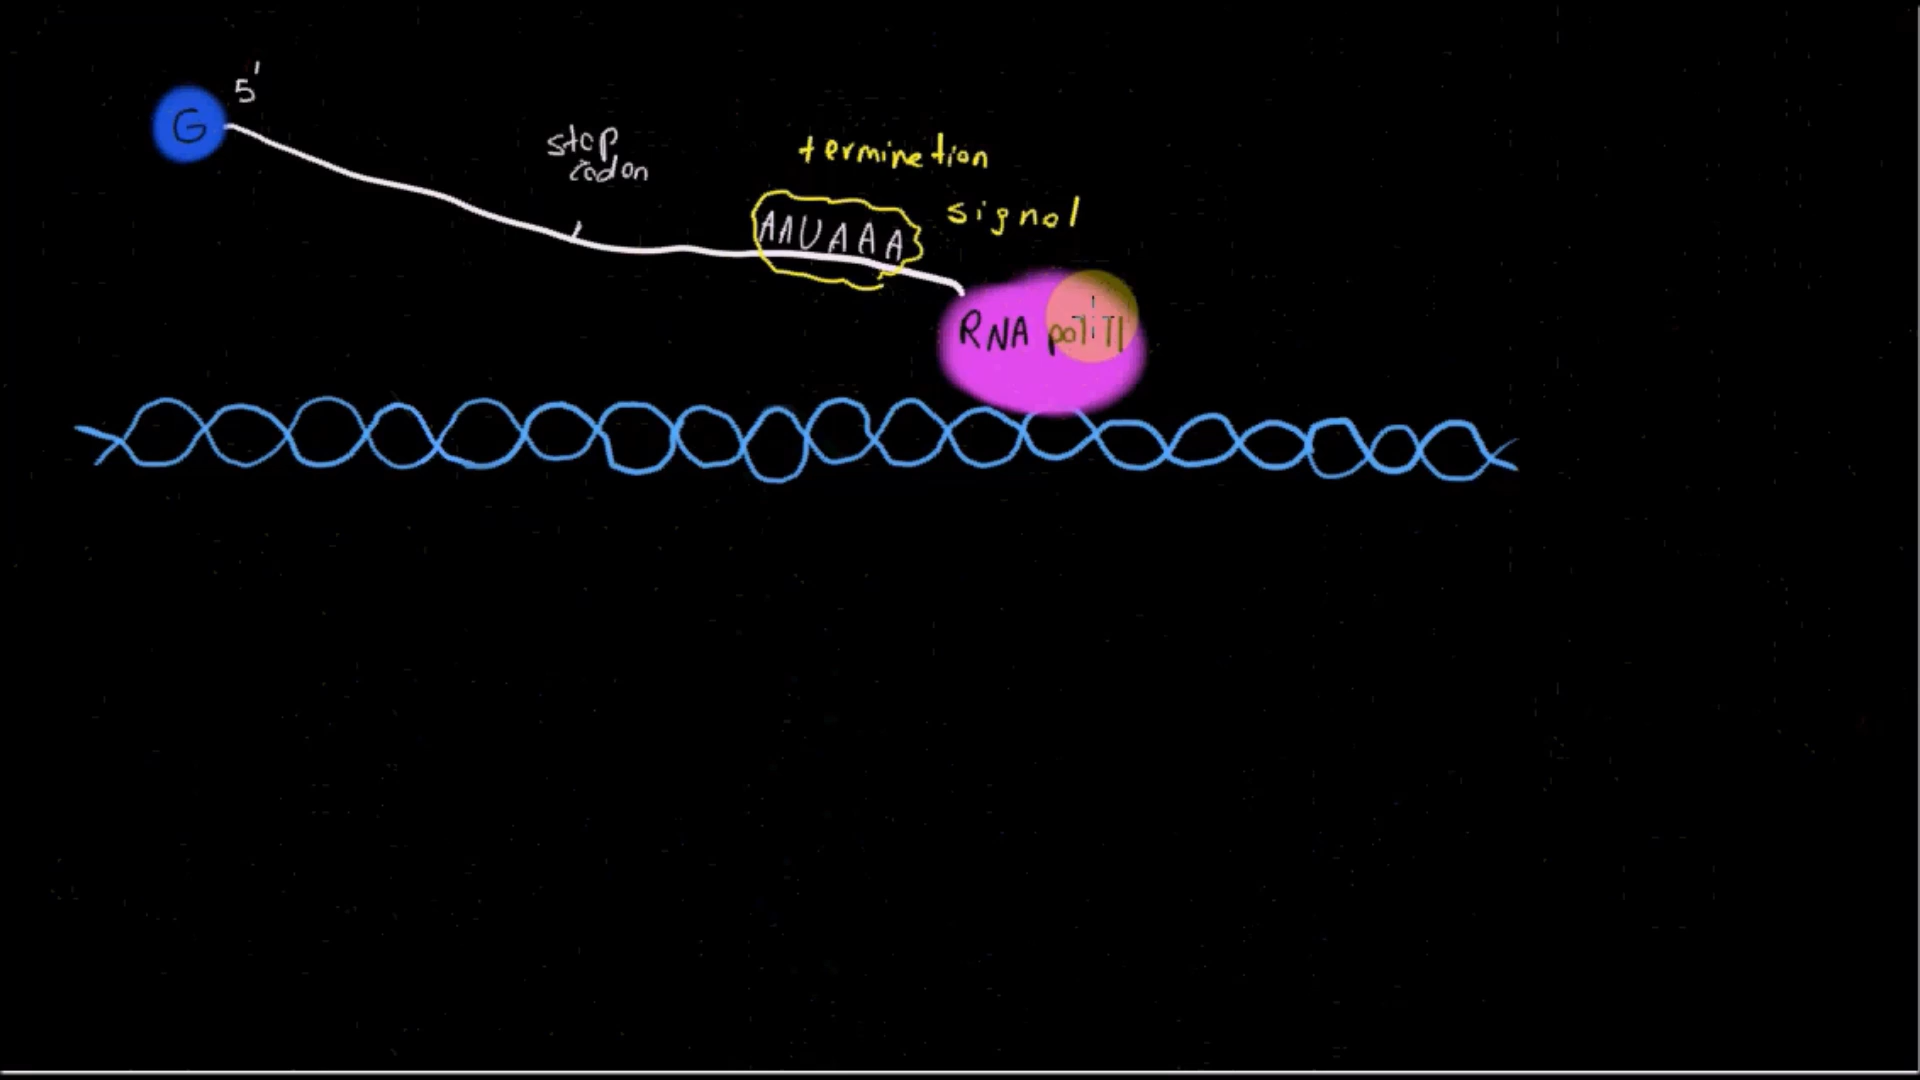 5'
G
stop
codon
termination
signal
AAUAAA
RNA pol II